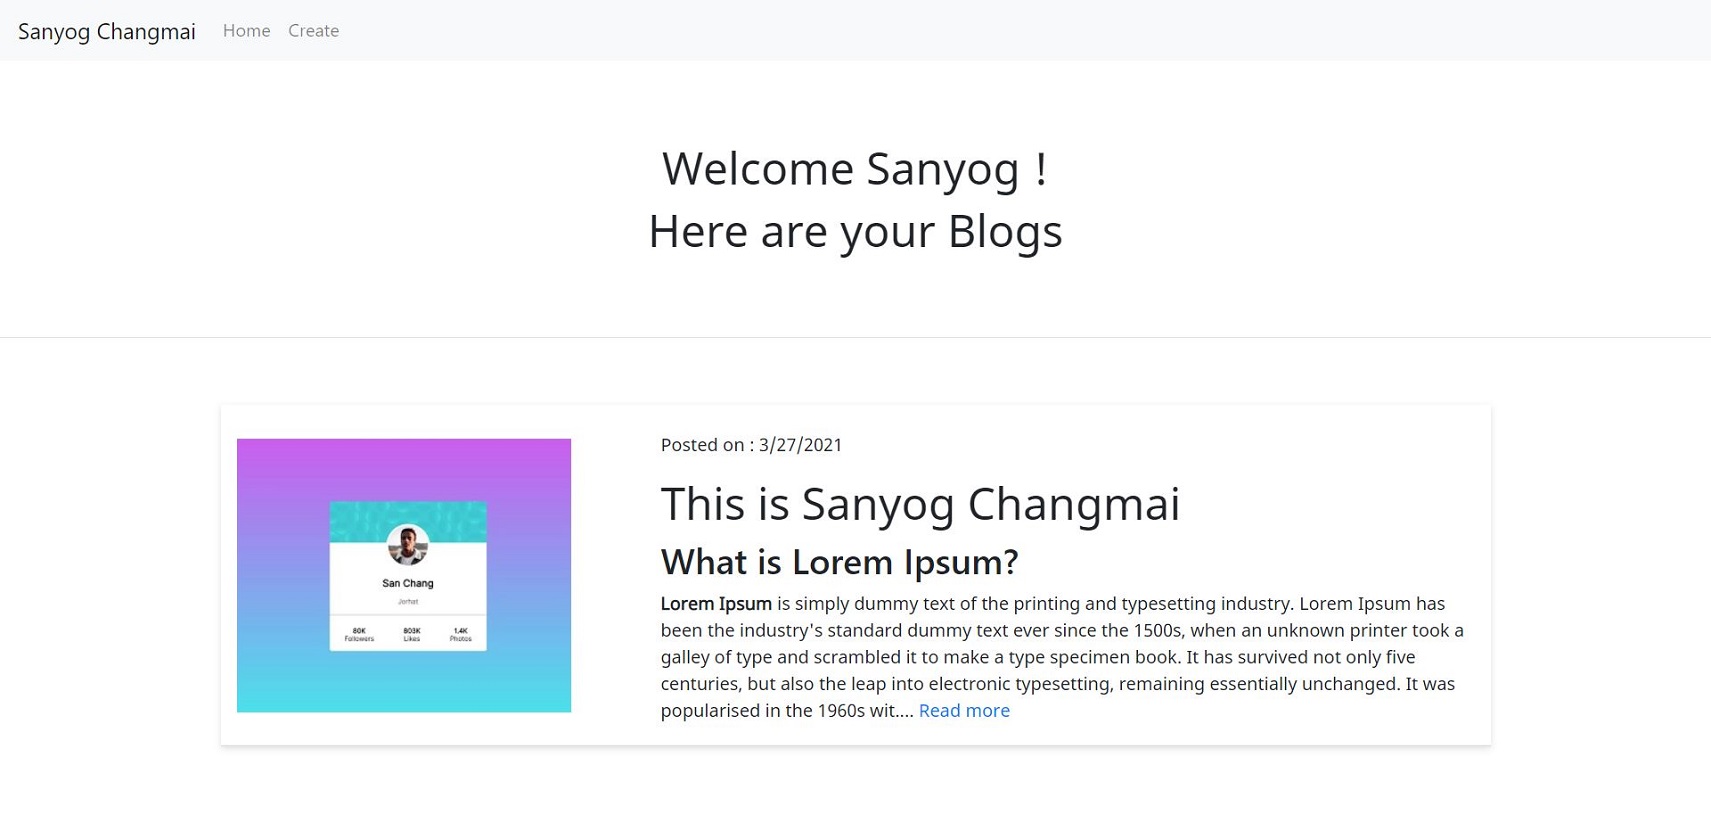 Sanyog Changmai Home Create
Welcome Sanyog !
Here are your Blogs
Posted on : 3/27/2021
This is Sanyog Changmai
What is Lorem Ipsum?
Lorem Ipsum is simply dummy text of the printing and typesetting industry. Lorem Ipsum has
been the industry's standard dummy text ever since the 1500s, when an unknown printer took a
galley of type and scrambled it to make a type specimen book. It has survived not only five
centuries, but also the leap into electronic typesetting, remaining essentially unchanged. It was
popularised in the 1960s wit.... Read more
San Chang
Jorhat
80K 803K 1.4K
Followers Likes Photos